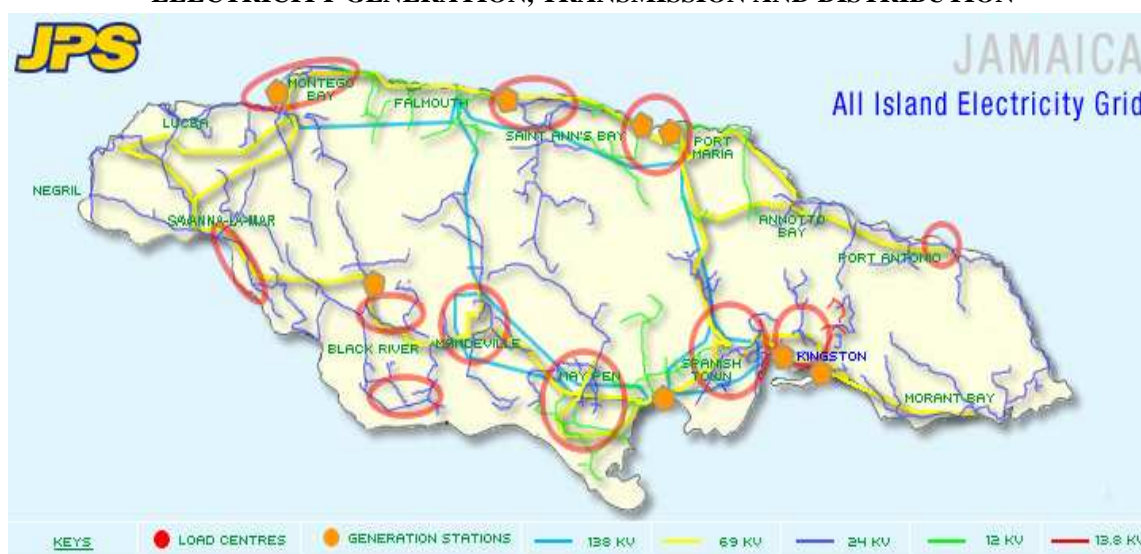 ELECTRICITY GENERATION, TRANSMISSION AND DISTRIBUTION
JPS
JAMAICA
All Island Electricity Grid
MONTEGO
BAY
FALMOUTH
LUCEA
SAINT ANN'S BAY
PORT
MARIA
NEGRIL
SAVANNA-LA-MAR
ANNOTTO
BAY
PORT ANTONIO
BLACK RIVER
MANDEVILLE
MAY PEN
SPANISH
TOWN
KINGSTON
MORANT BAY
KEYS
LOAD CENTRES
GENERATION STATIONS
138 KV
69 KV
24 KV
12 KV
13.8 KV